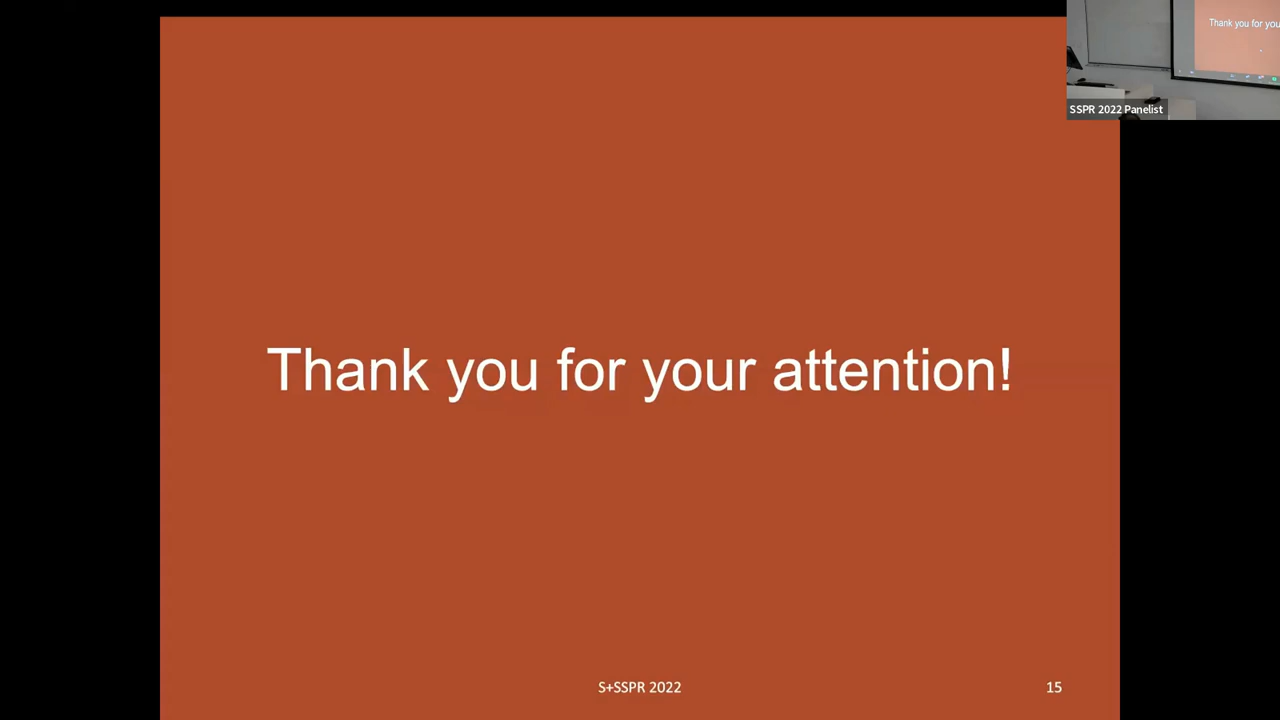 Thank you for you
SSPR 2022 Panelist
Thank you for your attention!
S+SSPR 2022
15